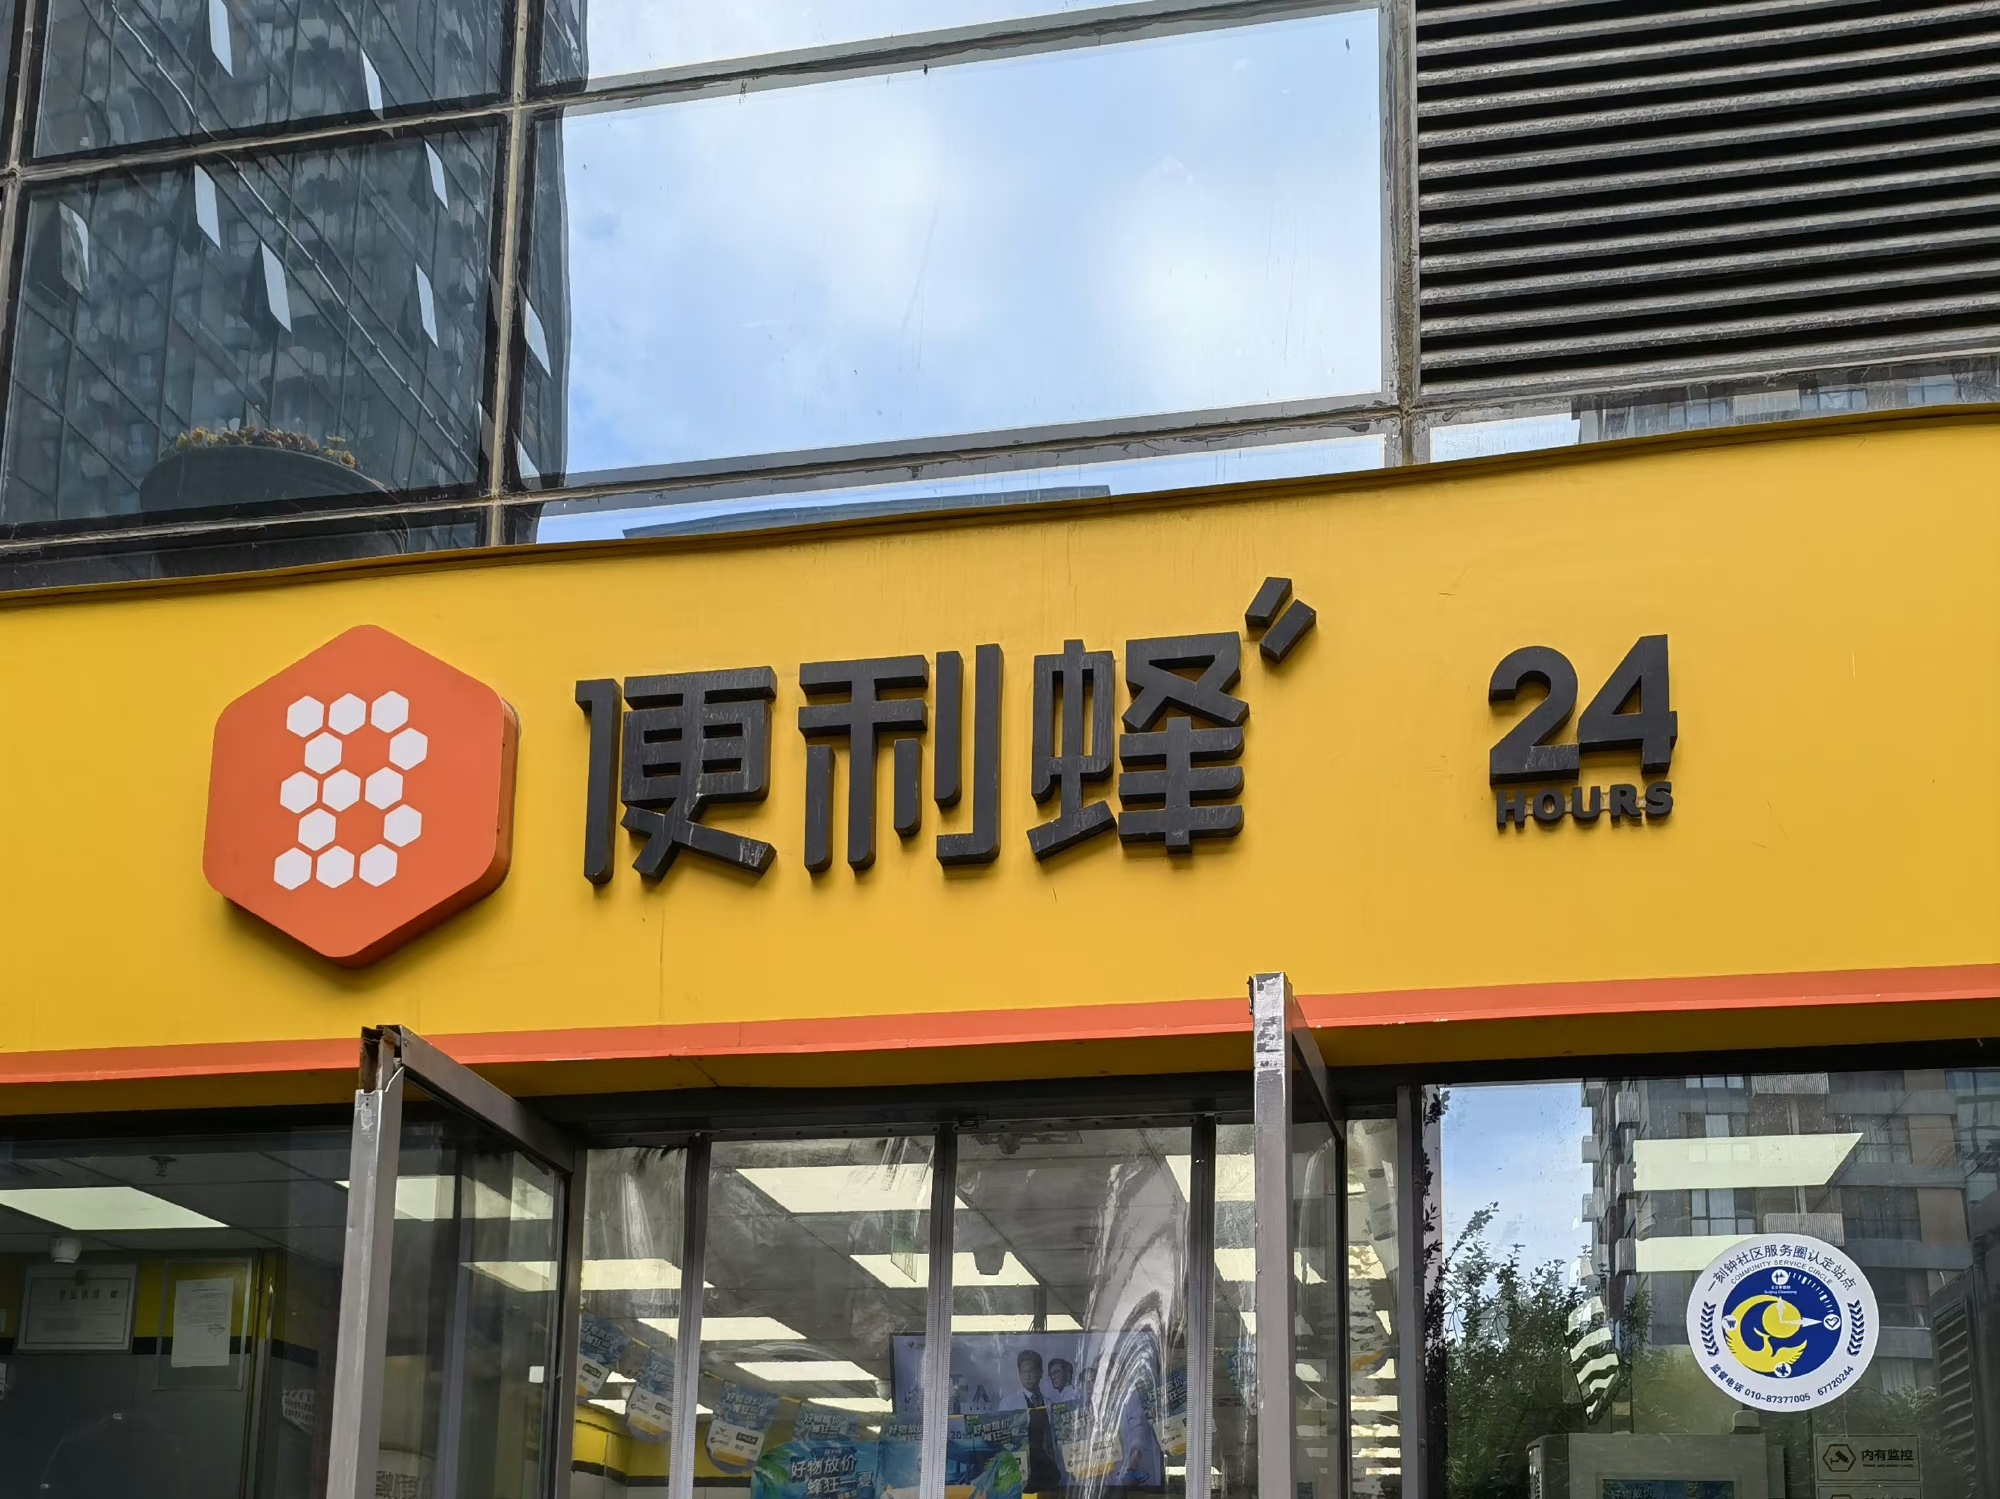 便利蜂
24
HOURS
一刻钟社区服务圈认定站点
COMMUNITY SERVICE CIRCLE
监督电话 010-87377005 67720244
内有监控
好物放价
蜂狂一夏